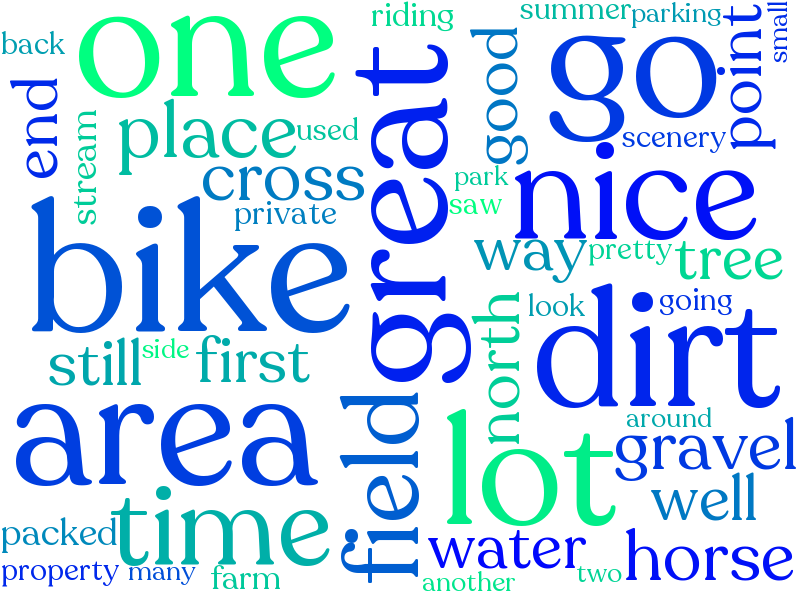 riding
summer
parking
small
back
one
go
point
great
good
end
place
used
scenery
stream
cross
park
nice
private
saw
bike
way
pretty
tree
look
going
north
dirt
still
side
first
area
field
lot
around
gravel
time
well
packed
water
horse
property
many
farm
another
two